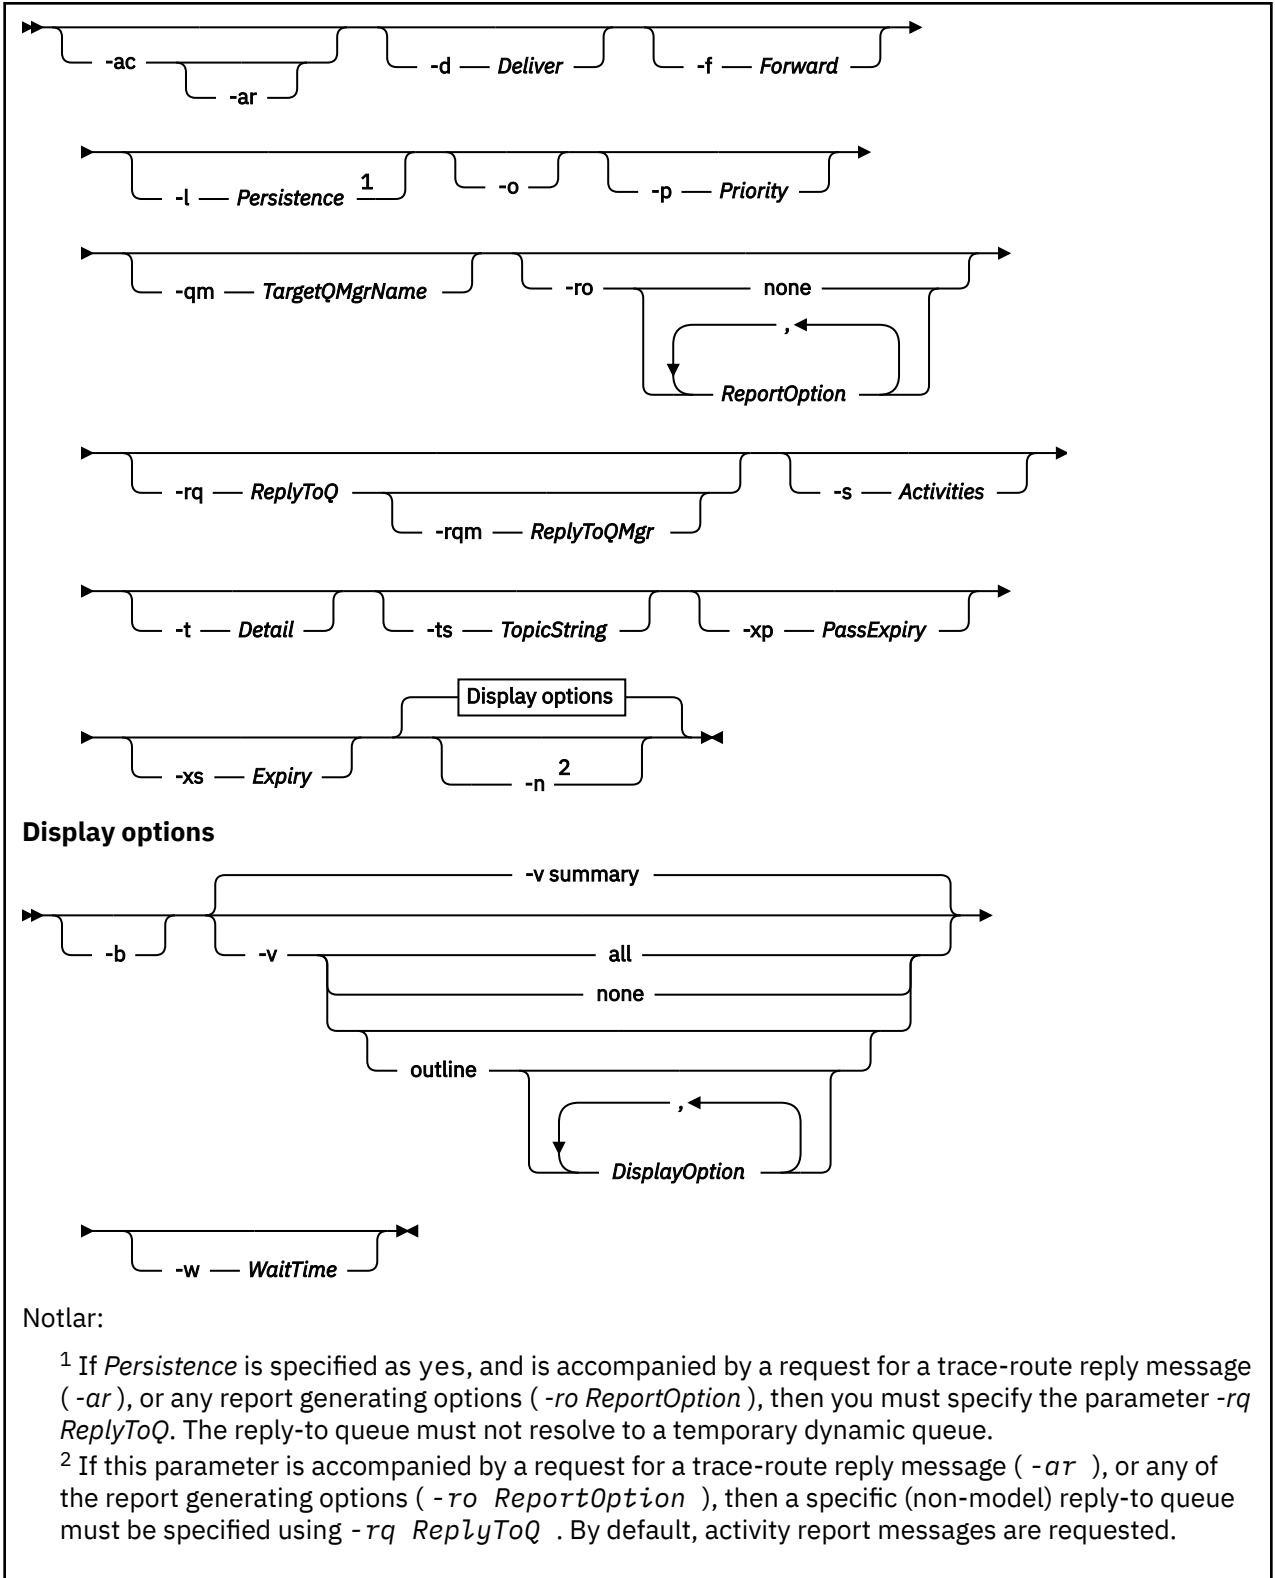 -ac
-ar
-d Deliver
-f Forward
-l Persistence 1
-o
-p Priority
-qm TargetQMgrName
-ro none
,
ReportOption
-rq ReplyToQ
-rqm ReplyToQMgr
-s Activities
-t Detail
-ts TopicString
-xp PassExpiry
Display options
-xs Expiry
-n 2
Display options
-v summary
-b
-v all
none
outline
,
DisplayOption
-w WaitTime
Notlar:
1 If Persistence is specified as yes, and is accompanied by a request for a trace-route reply message
( -ar ), or any report generating options ( -ro ReportOption ), then you must specify the parameter -rq
ReplyToQ. The reply-to queue must not resolve to a temporary dynamic queue.
2 If this parameter is accompanied by a request for a trace-route reply message ( -ar ), or any of
the report generating options ( -ro ReportOption ), then a specific (non-model) reply-to queue
must be specified using -rq ReplyToQ . By default, activity report messages are requested.